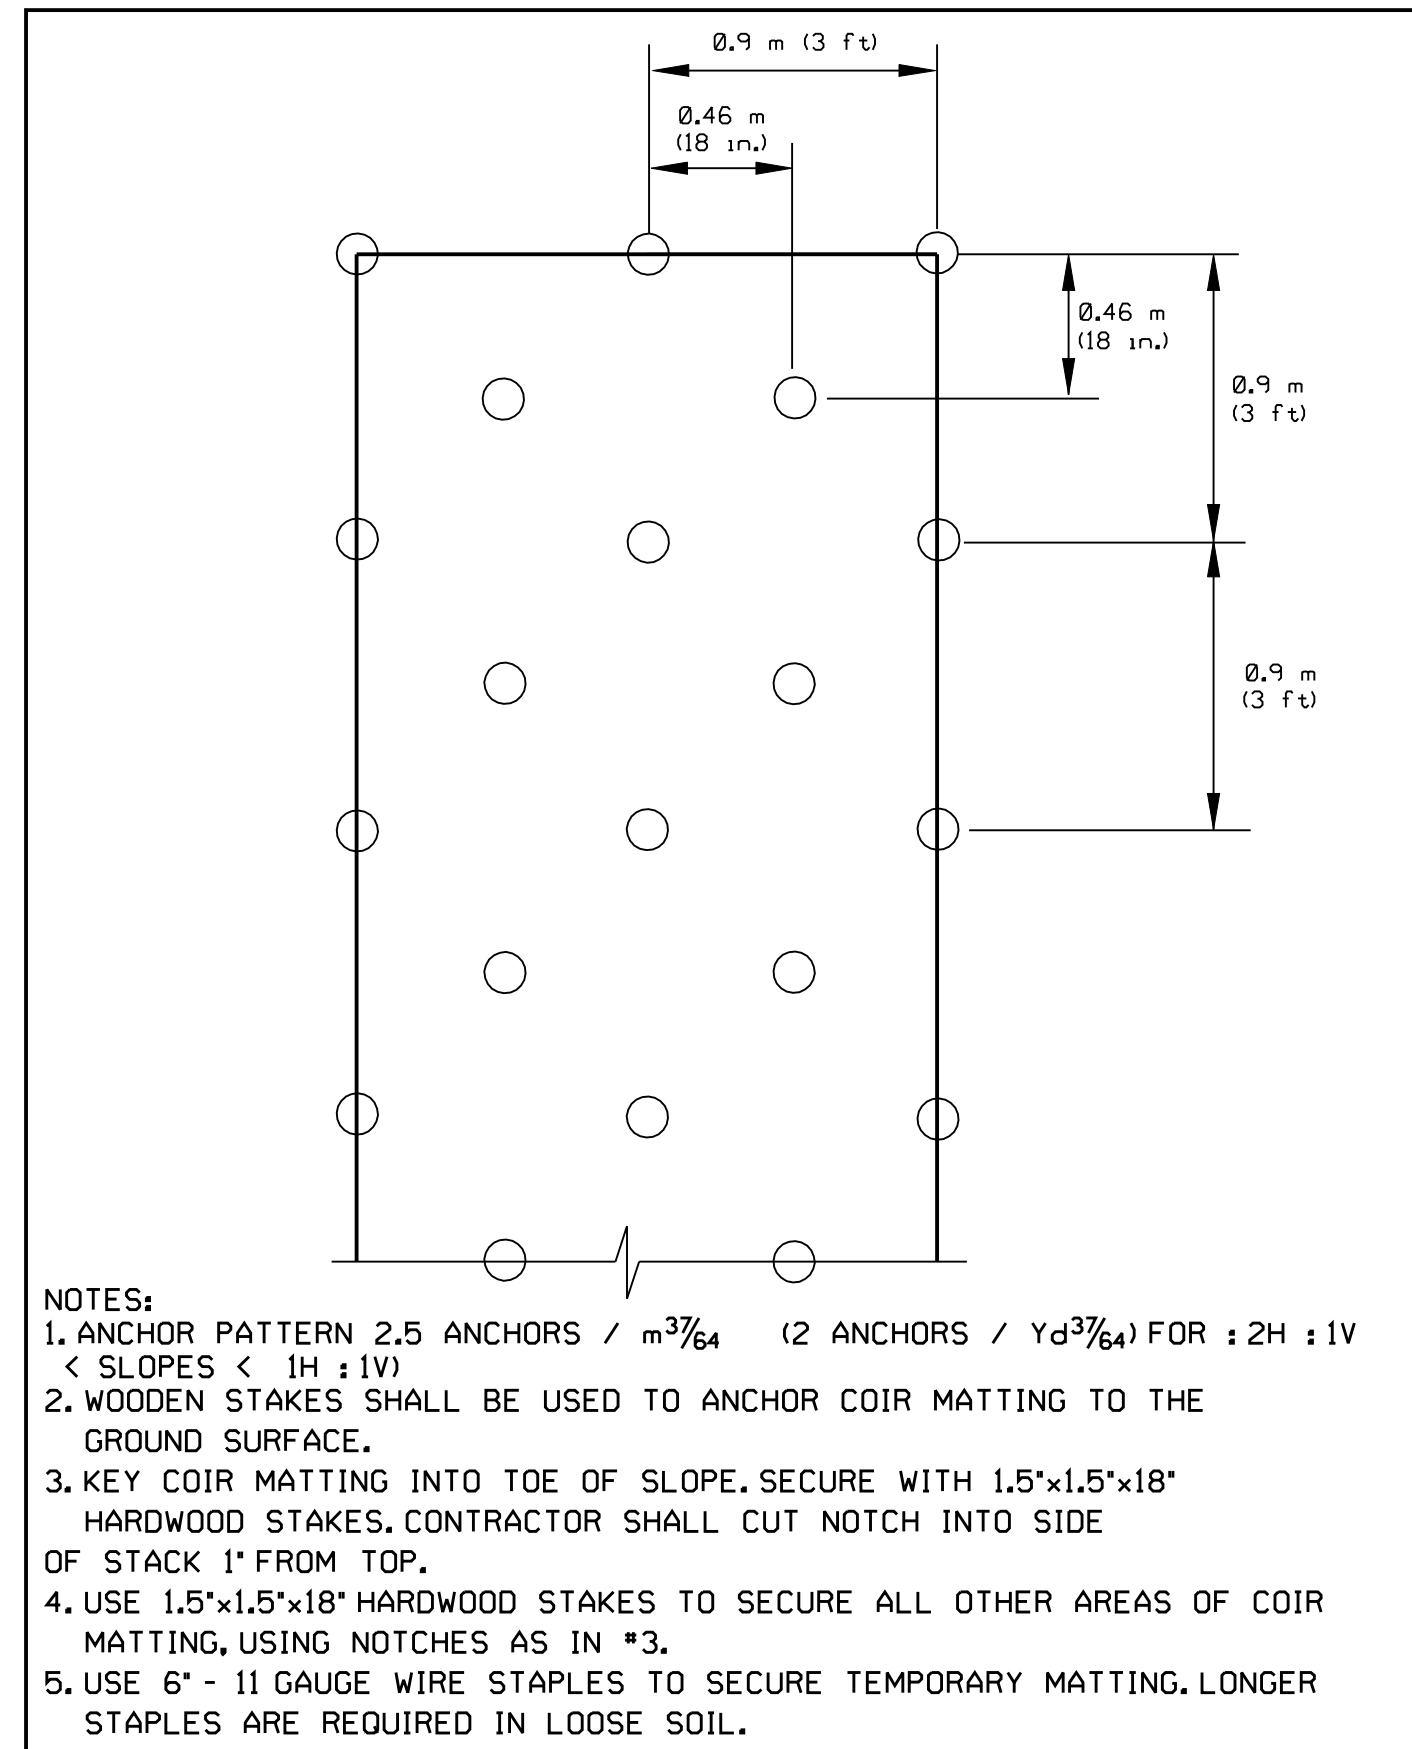 0.9 m (3 ft)
0.46 m
(18 in.)
0.46 m
(18 in.)
0.9 m
(3 ft)
0.9 m
(3 ft)
NOTES:
1. ANCHOR PATTERN 2.5 ANCHORS / m37/64 (2 ANCHORS / Yd37/64) FOR : 2H : 1V
< SLOPES < 1H : 1V)
2. WOODEN STAKES SHALL BE USED TO ANCHOR COIR MATTING TO THE
GROUND SURFACE.
3. KEY COIR MATTING INTO TOE OF SLOPE. SECURE WITH 1.5"x1.5"x18"
HARDWOOD STAKES. CONTRACTOR SHALL CUT NOTCH INTO SIDE
OF STACK 1" FROM TOP.
4. USE 1.5"x1.5"x18" HARDWOOD STAKES TO SECURE ALL OTHER AREAS OF COIR
MATTING, USING NOTCHES AS IN #3.
5. USE 6" - 11 GAUGE WIRE STAPLES TO SECURE TEMPORARY MATTING. LONGER
STAPLES ARE REQUIRED IN LOOSE SOIL.